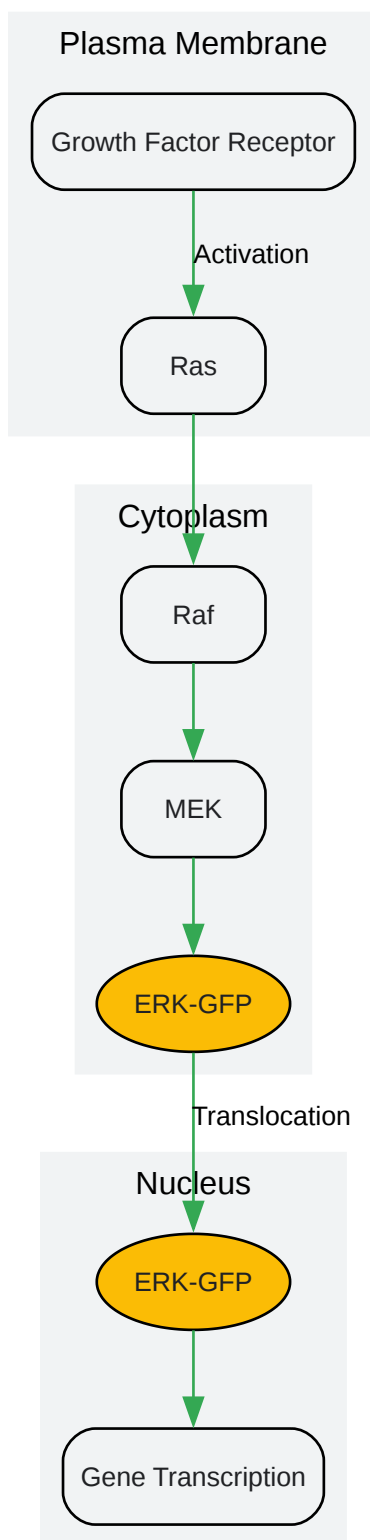 Plasma Membrane
Growth Factor Receptor
Activation
Ras
Cytoplasm
Raf
MEK
ERK-GFP
Translocation
Nucleus
ERK-GFP
Gene Transcription